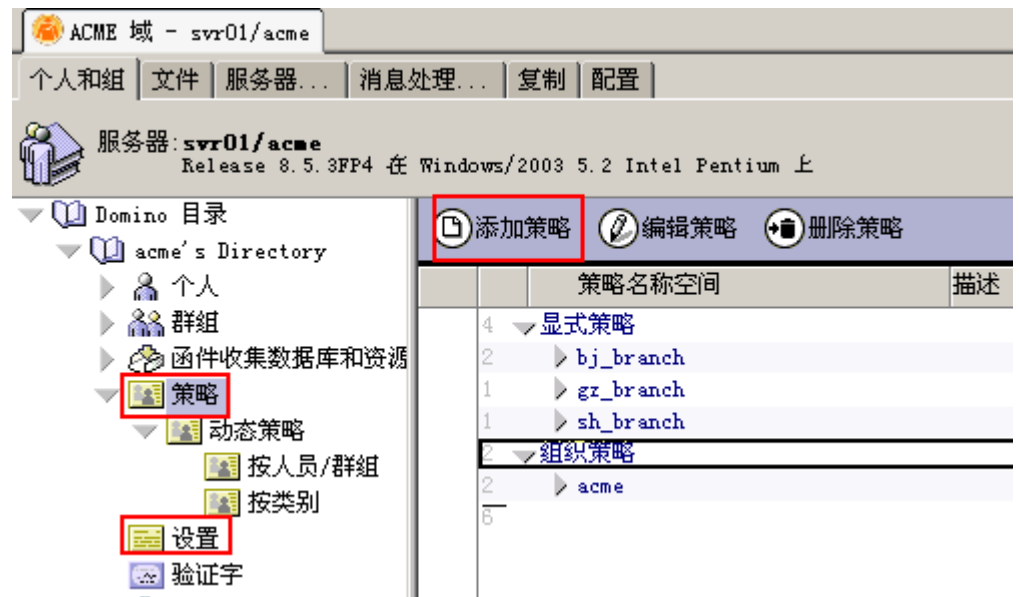 ACME 域 - svr01/acme
个人和组 文件 服务器... 消息处理... 复制 配置
服务器:svr01/acme
Release 8.5.3FP4 在 Windows/2003 5.2 Intel Pentium 上
Domino 目录
acme's Directory
个人
群组
函件收集数据库和资源
策略
动态策略
按人员/群组
按类别
设置
验证字
添加策略 编辑策略 删除策略
策略名称空间 描述
4 显式策略
2 bj_branch
1 gz_branch
1 sh_branch
2 组织策略
2 acme
6